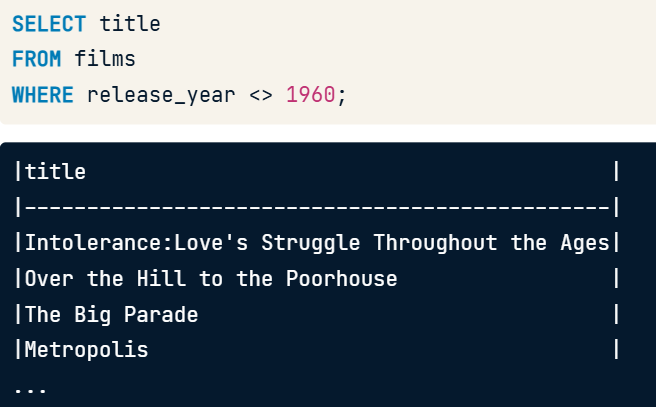 SELECT title
FROM films
WHERE release_year <> 1960;
|title                                          |
|-----------------------------------------------|
|Intolerance:Love's Struggle Throughout the Ages|
|Over the Hill to the Poorhouse                 |
|The Big Parade                                 |
|Metropolis                                     |
...